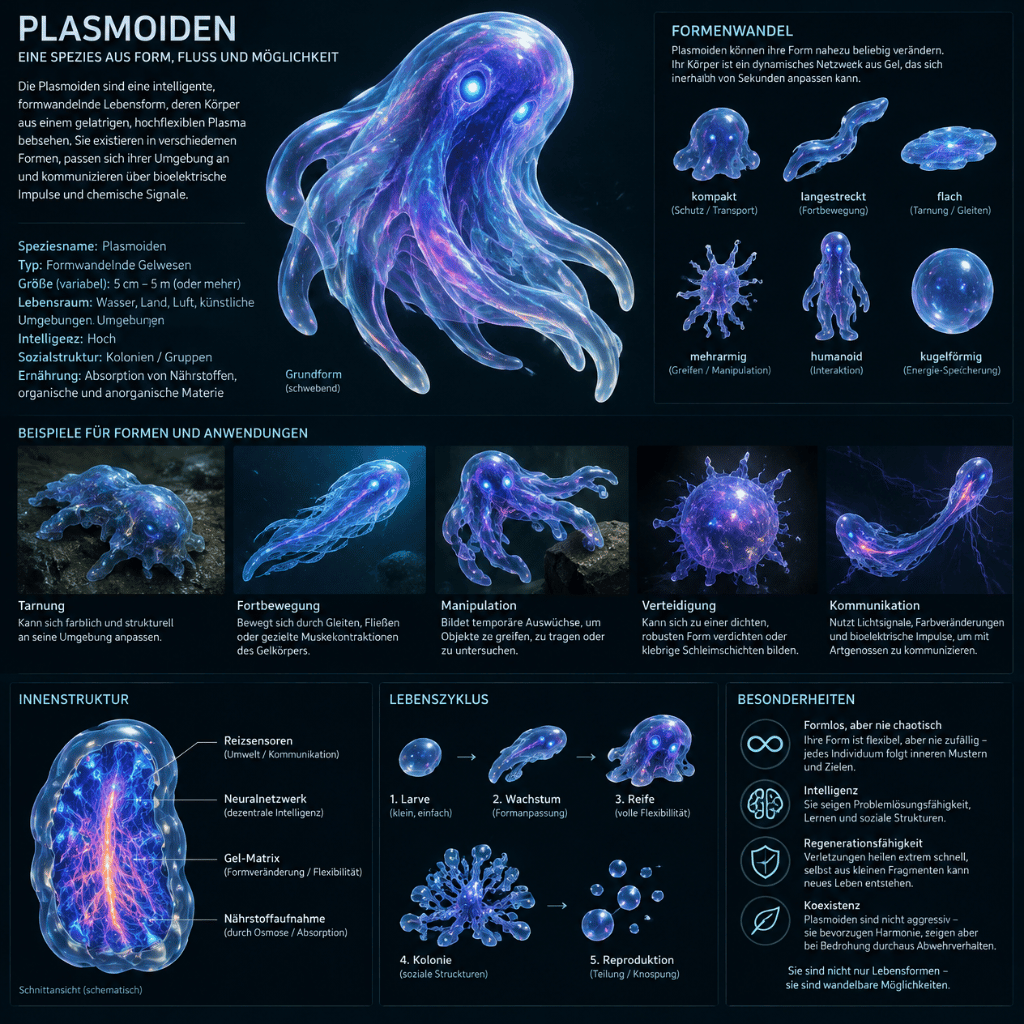 PLASMOIDEN
EINE SPEZIES AUS FORM, FLUSS UND MÖGLICHKEIT
Die Plasmoiden sind eine intelligente,
formwandelnde Lebensform, deren Körper
aus einem gelatrigen, hochflexiblen Plasma
bebsehen. Sie existieren in verschiedemen
Formen, passen sich ihrer Umgebung an
und kommunizieren über bioelektrische
Impulse und chemische Signale.
Speziesname: Plasmoiden
Typ: Formwandelnde Gelwesen
Größe (variabel): 5 cm – 5 m (oder meher)
Lebensraum: Wasser, Land, Luft, künstliche
Umgebungen. Umgebungen
Intelligenz: Hoch
Sozialstruktur: Kolonien / Gruppen
Ernährung: Absorption von Nährstoffen,
organische und anorganische Materie
Grundform
(schwebend)
FORMENWANDEL
Plasmoiden können ihre Form nahezu beliebig verändern.
Ihr Körper ist ein dynamisches Netzweck aus Gel, das sich
inerhalbh von Sekunden anpassen kann.
kompakt
(Schutz / Transport)
langestreckt
(Fortbewegung)
flach
(Tarnung / Gleiten)
mehrarmig
(Greifen / Manipulation)
humanoid
(Interaktion)
kugelförmig
(Energie-Speicherung)
BEISPIELE FÜR FORMEN UND ANWENDUNGEN
Tarnung
Kann sich farblich und strukturell
an seine Umgebung anpassen.
Fortbewegung
Bewegt sich durch Gleiten, Fließen
oder gezielte Muskekontraktionen
des Gelkörpers.
Manipulation
Bildet temporäre Auswüchse, um
Objekte zu greifen, zu tragen oder
zu untersuchen.
Verteidigung
Kann sich zu einer dichten,
robusten Form verdichten oder
klebrige Schleimschichten bilden.
Kommunikation
Nutzt Lichtsignale, Farbveränderungen
und bioelektrische Impulse, um mit
Artgenossen zu kommunizieren.
INNENSTRUKTUR
Reizsensoren
(Umwelt / Kommunikation)
Neuralnetzwerk
(dezentrale Intelligenz)
Gel-Matrix
(Formveränderung / Flexibilität)
Nährstoffaufnahme
(durch Osmose / Absorption)
Schnittansicht (schematisch)
LEBENSZYKLUS
1. Larve
(klein, einfach)
2. Wachstum
(Formanpassung)
3. Reife
(volle Flexibilität)
4. Kolonie
(soziale Struckturen)
5. Reproduktion
(Teilung / Knospung)
BESONDERHEITEN
Formlos, aber nie chaotisch
Ihre Form ist flexibel, aber nie zufällig –
jedes Individuum folgt inneren Mustern
und Zielen.
Intelligenz
Sie seigen Problemlösungsfähigkeit,
Lernen und soziale Strukturen.
Regenerationsfähigkeit
Verletzungen heilen extrem schnell,
selbst aus kleinen Fragmenten kann
neues Leben entstehen.
Koexistenz
Plasmoiden sind nicht aggressiv –
sie bevorzugen Harmonie, seigen aber
bei Bedrohung durchaus Abwehrverhalten.
Sie sind nicht nur Lebensformen –
sie sind wandelbare Möglichkeiten.